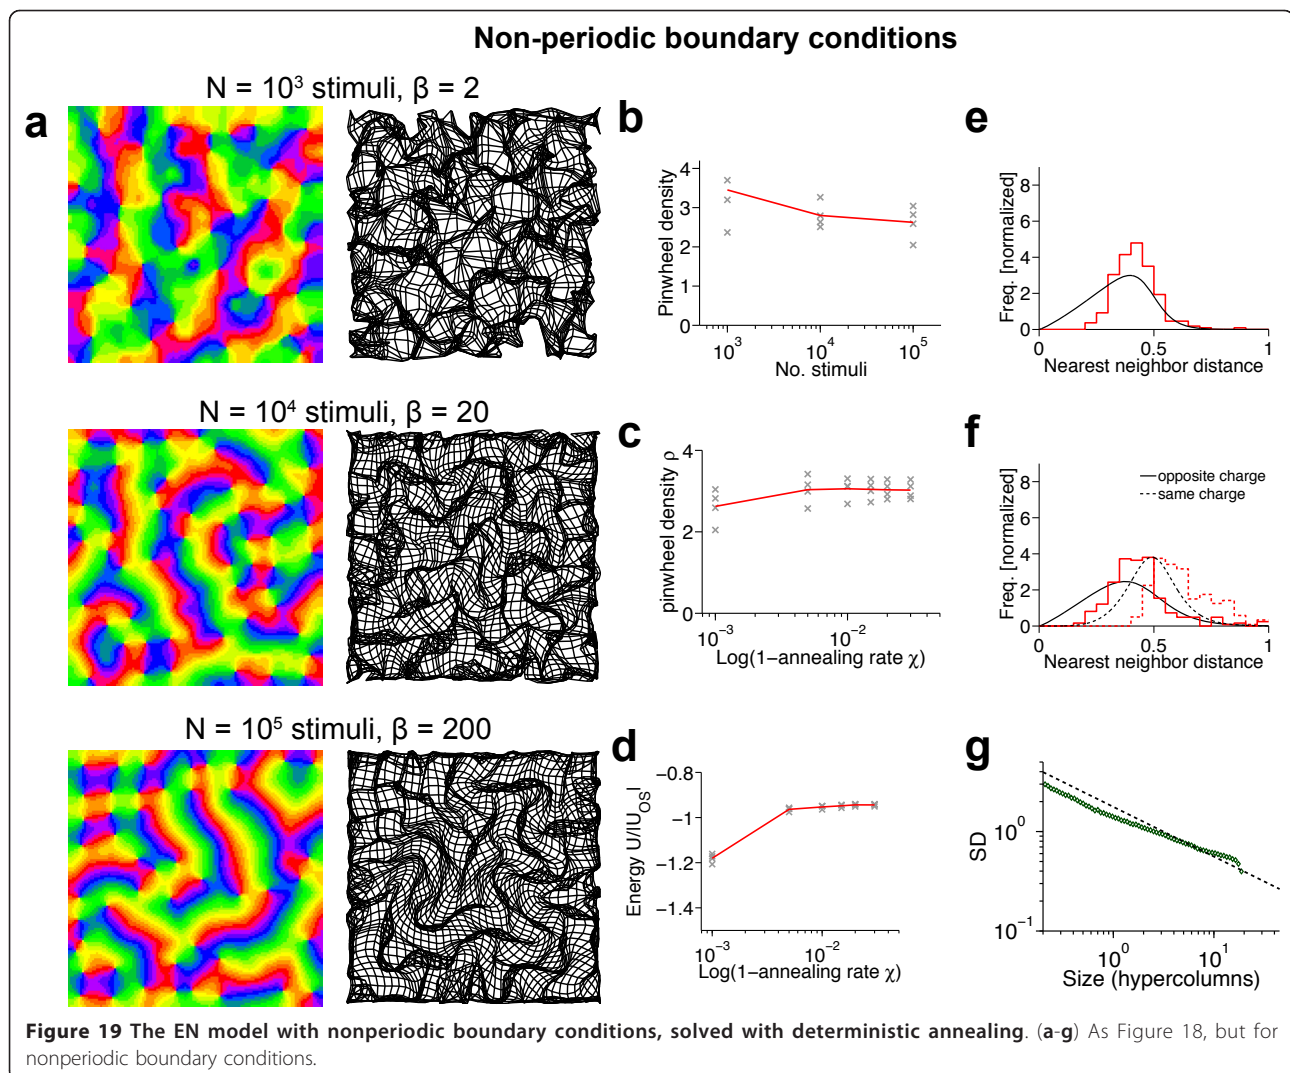 Non-periodic boundary conditions
a
N = 10³ stimuli, β = 2
N = 10⁴ stimuli, β = 20
N = 10⁵ stimuli, β = 200
b
Pinwheel density
4
3
2
1
0
10³
10⁴
10⁵
No. stimuli
c
pinwheel density ρ
4
2
0
10⁻³
10⁻²
Log(1−annealing rate χ)
d
Energy U/|U_OS|
−0.8
−1
−1.2
−1.4
10⁻³
10⁻²
Log(1−annealing rate χ)
e
Freq. [normalized]
8
6
4
2
0
0
0.5
1
Nearest neighbor distance
f
Freq. [normalized]
8
6
4
2
0
opposite charge
same charge
0
0.5
1
Nearest neighbor distance
g
SD
10⁰
10⁻¹
10⁰
10¹
Size (hypercolumns)
Figure 19 The EN model with nonperiodic boundary conditions, solved with deterministic annealing. (a-g) As Figure 18, but for
nonperiodic boundary conditions.